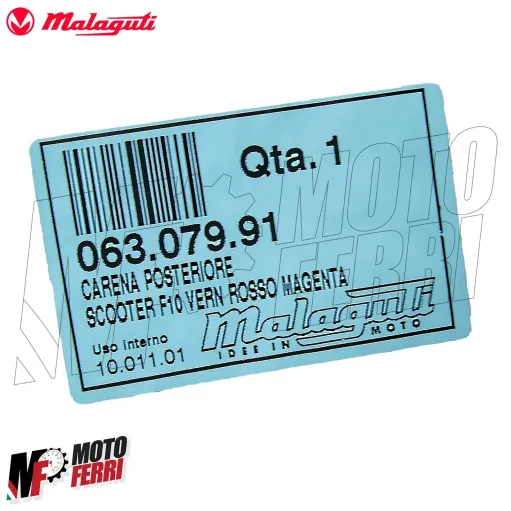 Malaguti
Qta. 1
063.079.91
CARENA POSTERIORE
SCOOTER F10 VERN ROSSO MAGENTA
malaguti
IDEE IN MOTO
Uso interno
10.011.01
MOTO
FERRI
MF MOTO
FERRI